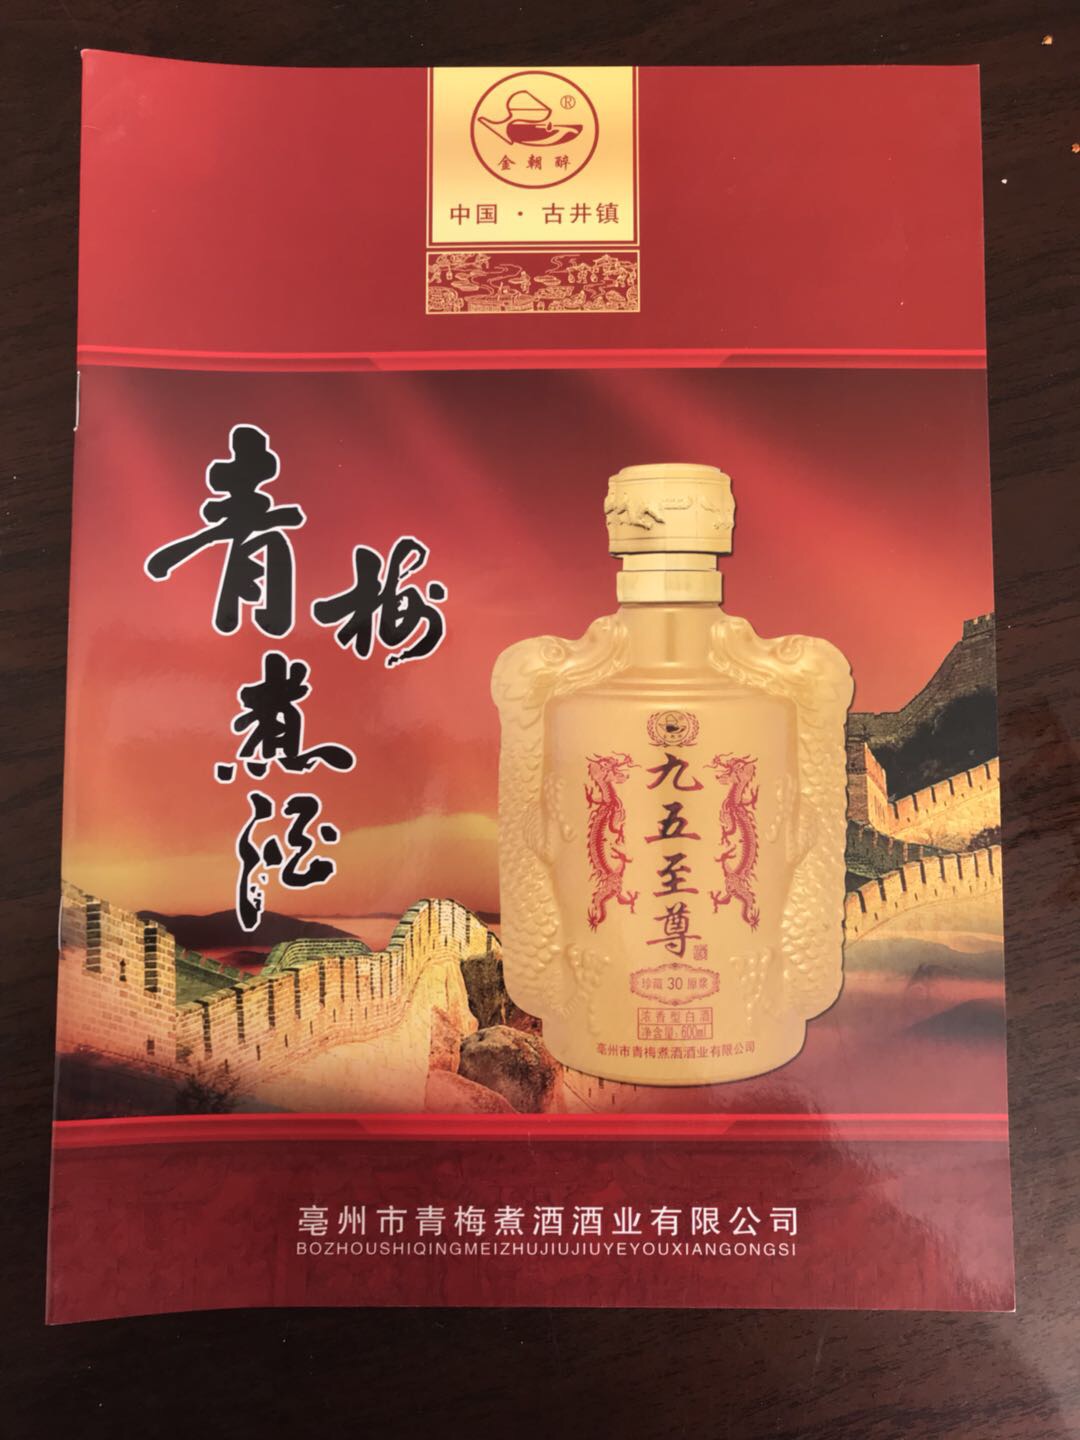 ®
金朝醉
中国 · 古井镇
青梅煮酒
九五至尊
珍藏 30 原浆
浓香型白酒
净含量:600ml
亳州市青梅煮酒酒业有限公司
亳州市青梅煮酒酒业有限公司
BOZHOUSHIQINGMEIZHUJIUJIUYEYOUXIANGONGSI